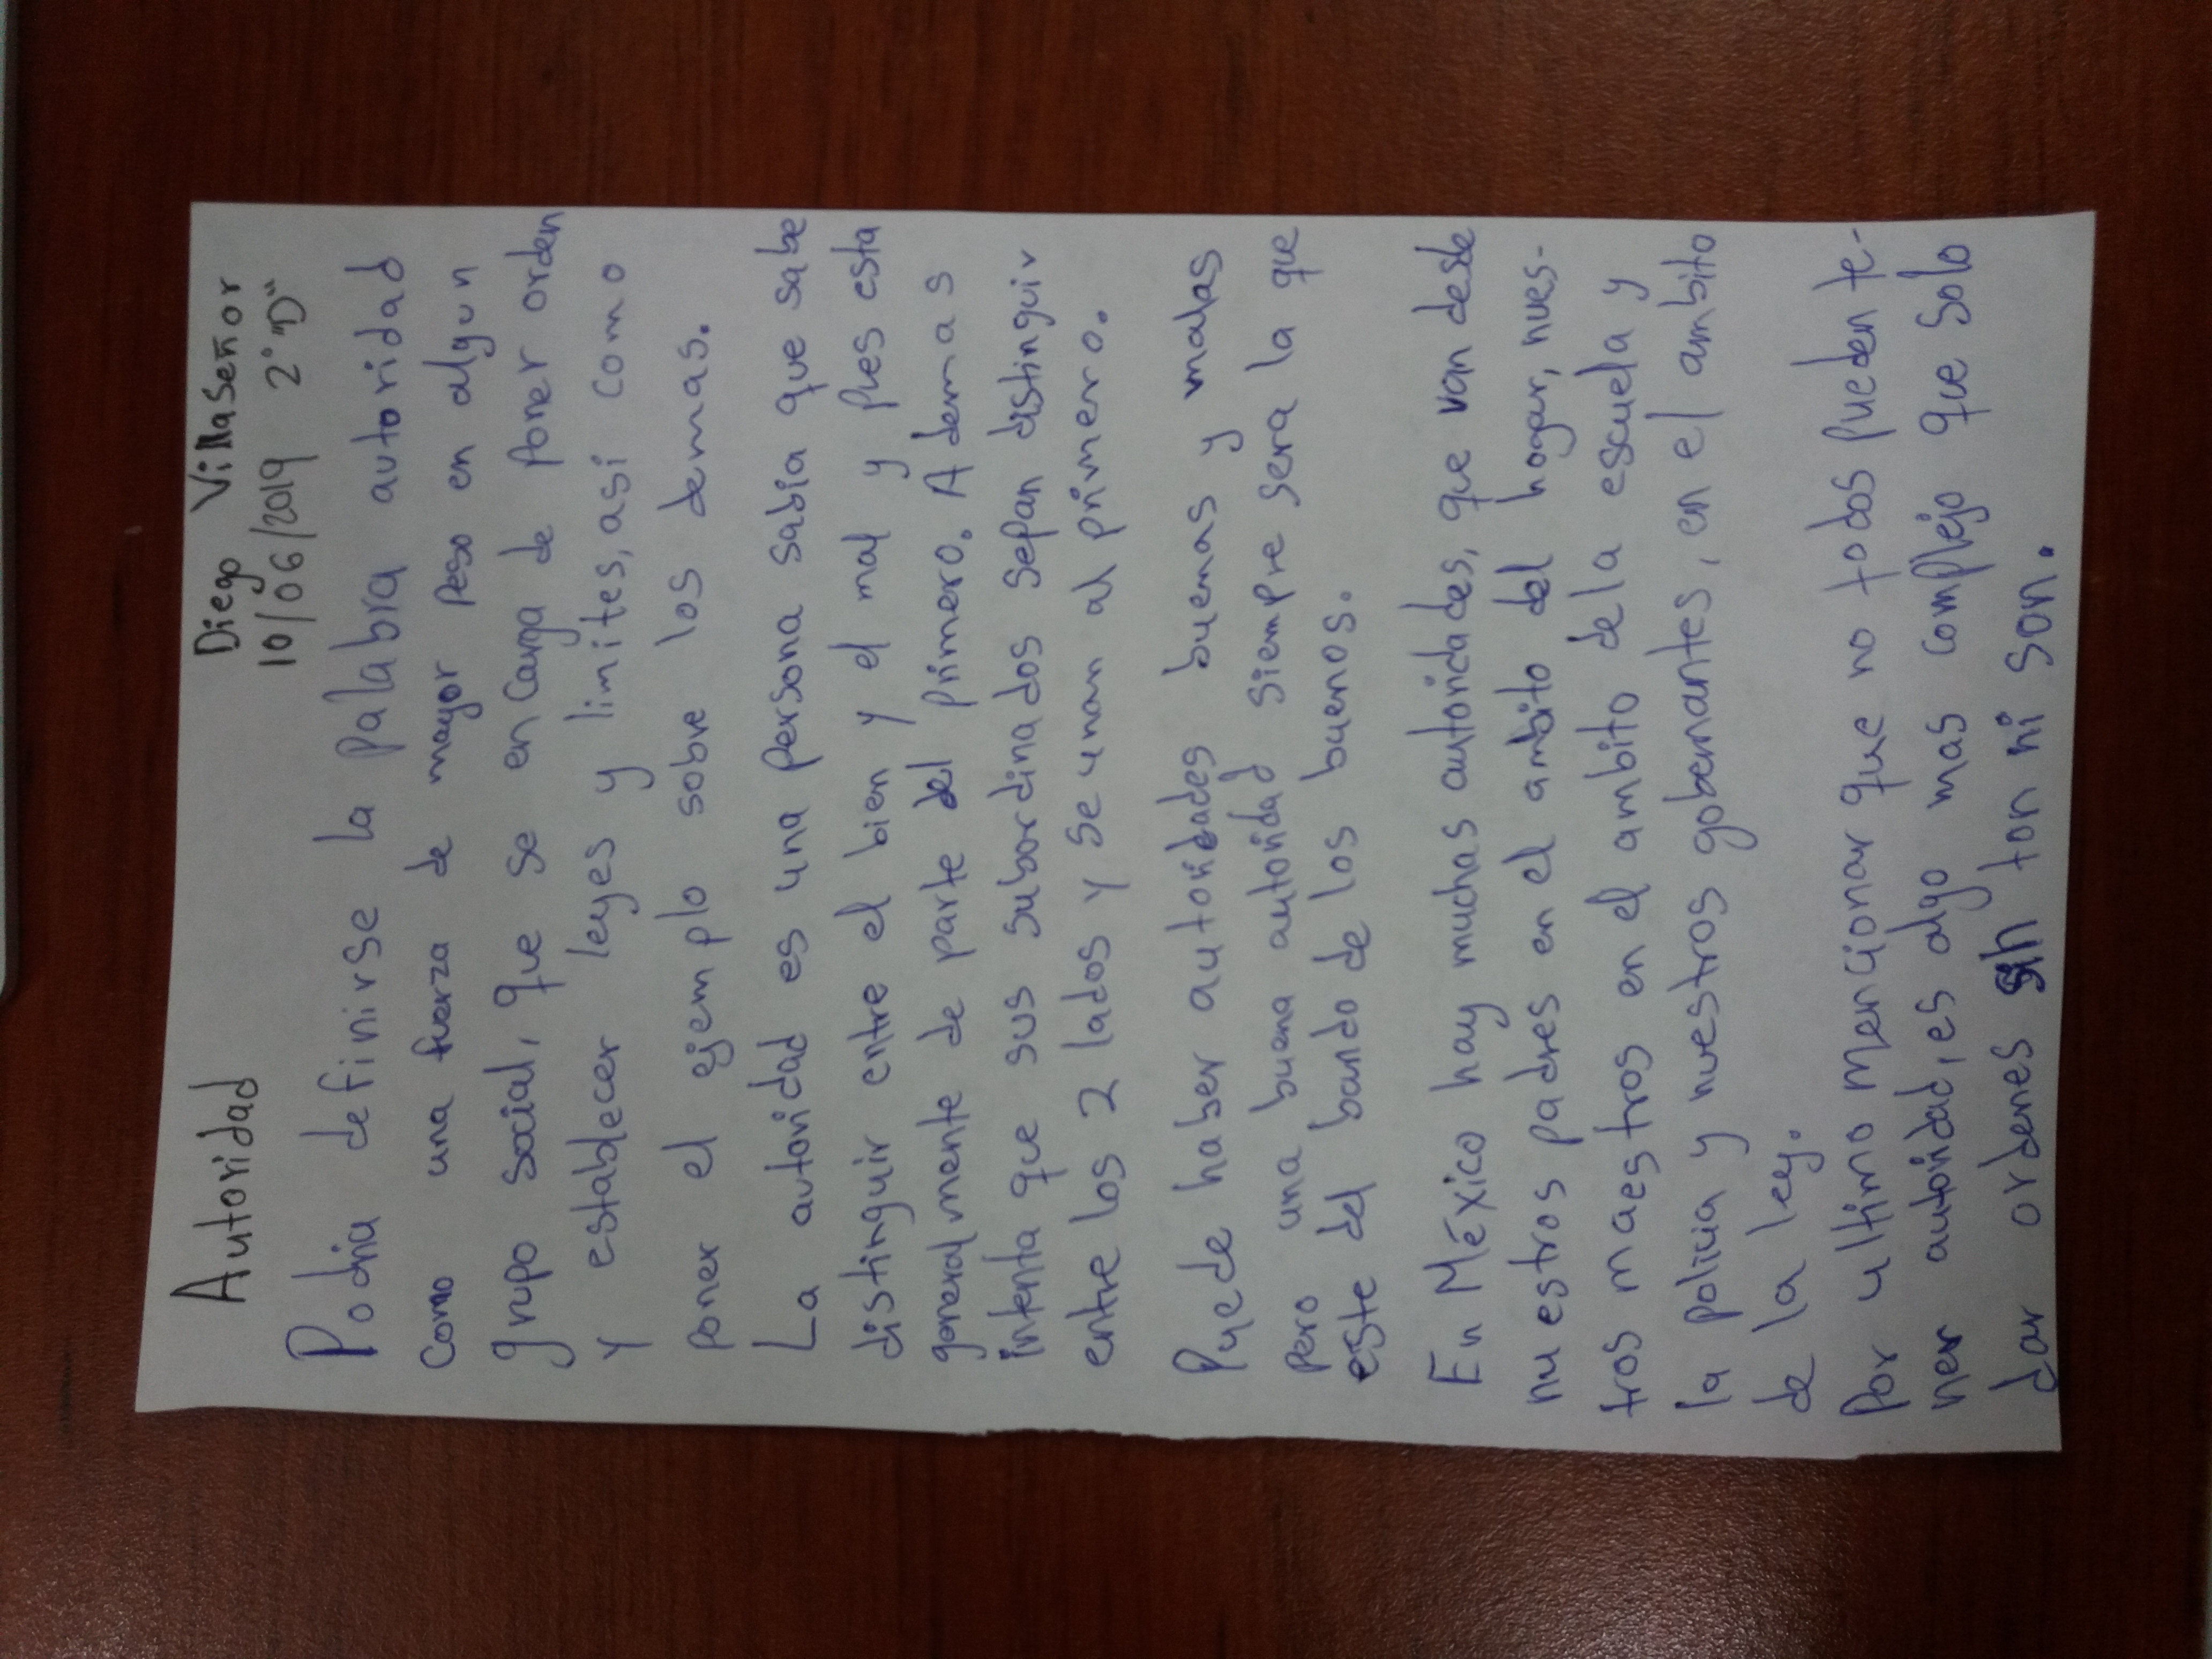 Autoridad
Diego Villaseñor
10/06/2019 2° "D"
Podria definirse la palabra autoridad
como una fuerza de mayor peso en algun
grupo social, que se encarga de poner orden
y establecer leyes y limites, asi como
poner el ejemplo sobre los demas.
La autoridad es una persona sabia que sabe
distinguir entre el bien y el mal y pues esta
generalmente de parte del primero. Ademas
intenta que sus subordinados sepan distinguir
entre los 2 lados y se unan al primero.
Puede haber autoridades buenas y malas
pero una buena autoridad siempre sera la que
este del bando de los buenos.
En México hay muchas autoridades, que van desde
nuestros padres en el ambito del hogar, nues-
tros maestros en el ambito de la escuela y
la policia y nuestros gobernantes, en el ambito
de la ley.
Por ultimo mencionar que no todos pueden te-
ner autoridad, es algo mas complejo que solo
dar ordenes sin ton ni son.